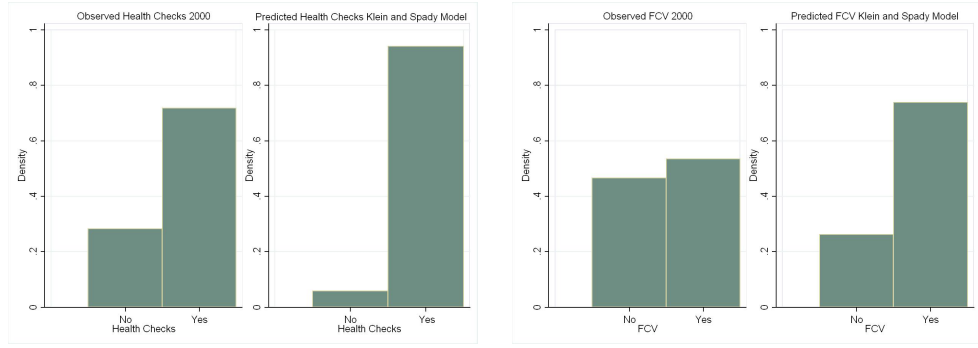 Observed Health Checks 2000
Density
1
.8
.6
.4
.2
0
No
Yes
Health Checks
Predicted Health Checks Klein and Spady Model
Density
1
.8
.6
.4
.2
0
No
Yes
Health Checks
Observed FCV 2000
Density
1
.8
.6
.4
.2
0
No
Yes
FCV
Predicted FCV Klein and Spady Model
Density
1
.8
.6
.4
.2
0
No
Yes
FCV